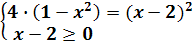 {4 · (1 − x²) = (x − 2)²
x − 2 ≥ 0